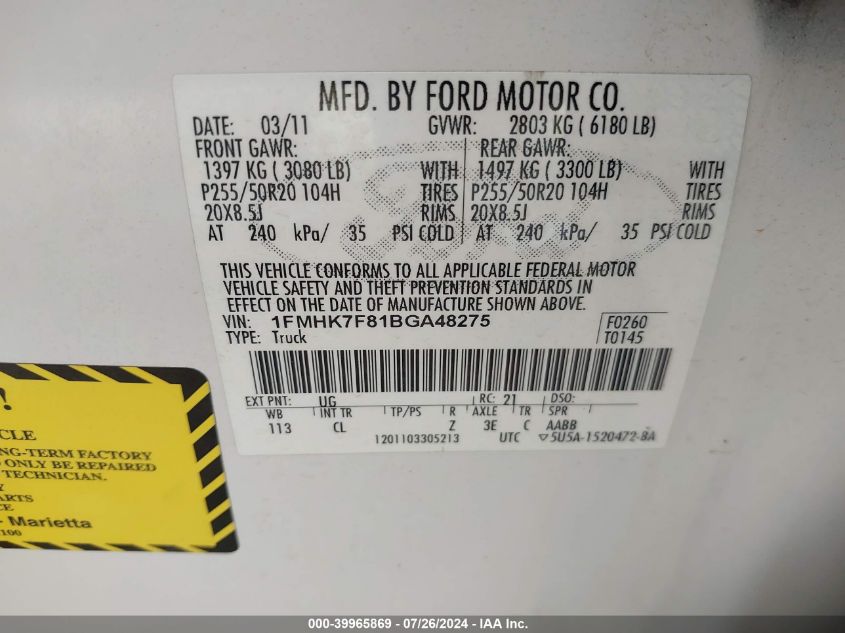 MFD. BY FORD MOTOR CO.
DATE: 03/11 GVWR: 2803 KG ( 6180 LB)
FRONT GAWR: REAR GAWR:
1397 KG ( 3080 LB) WITH 1497 KG ( 3300 LB) WITH
P255/50R20 104H TIRES P255/50R20 104H TIRES
20X8.5J RIMS 20X8.5J RIMS
AT 240 kPa/ 35 PSI COLD AT 240 kPa/ 35 PSI COLD
Ford
THIS VEHICLE CONFORMS TO ALL APPLICABLE FEDERAL MOTOR
VEHICLE SAFETY AND THEFT PREVENTION STANDARDS IN
EFFECT ON THE DATE OF MANUFACTURE SHOWN ABOVE.
VIN: 1FMHK7F81BGA48275 F0260
TYPE: Truck T0145
EXT PNT: UG RC: 21 DSO:
WB INT TR TP/PS R AXLE TR SPR
113 CL Z 3E C AABB
1201103305213 UTC ▽5U5A-1520472-BA
!
NG-TERM FACTORY
ONLY BE REPAIRED
TECHNICIAN.
- Marietta
100
000-39965869 - 07/26/2024 - IAAI Inc.